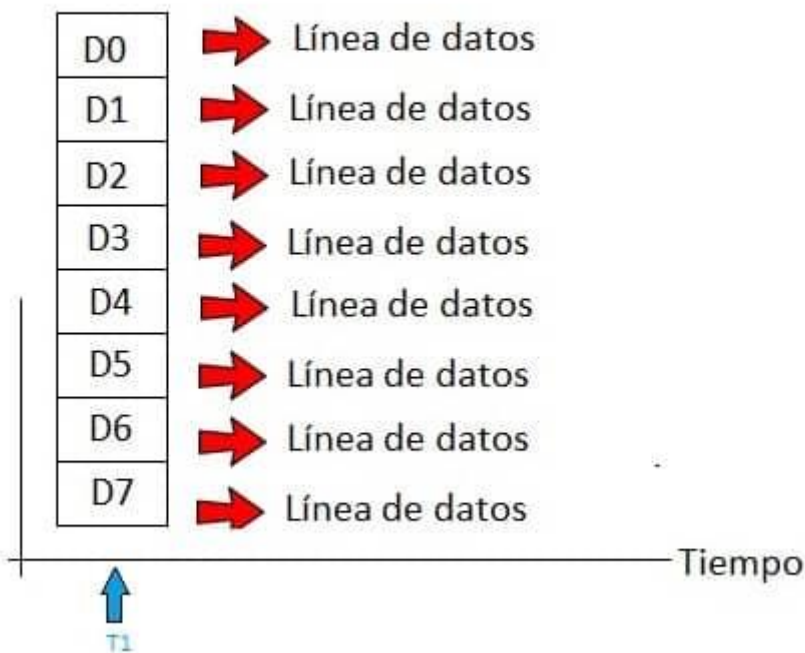 D0 Línea de datos
D1 Línea de datos
D2 Línea de datos
D3 Línea de datos
D4 Línea de datos
D5 Línea de datos
D6 Línea de datos
D7 Línea de datos
Tiempo
T1